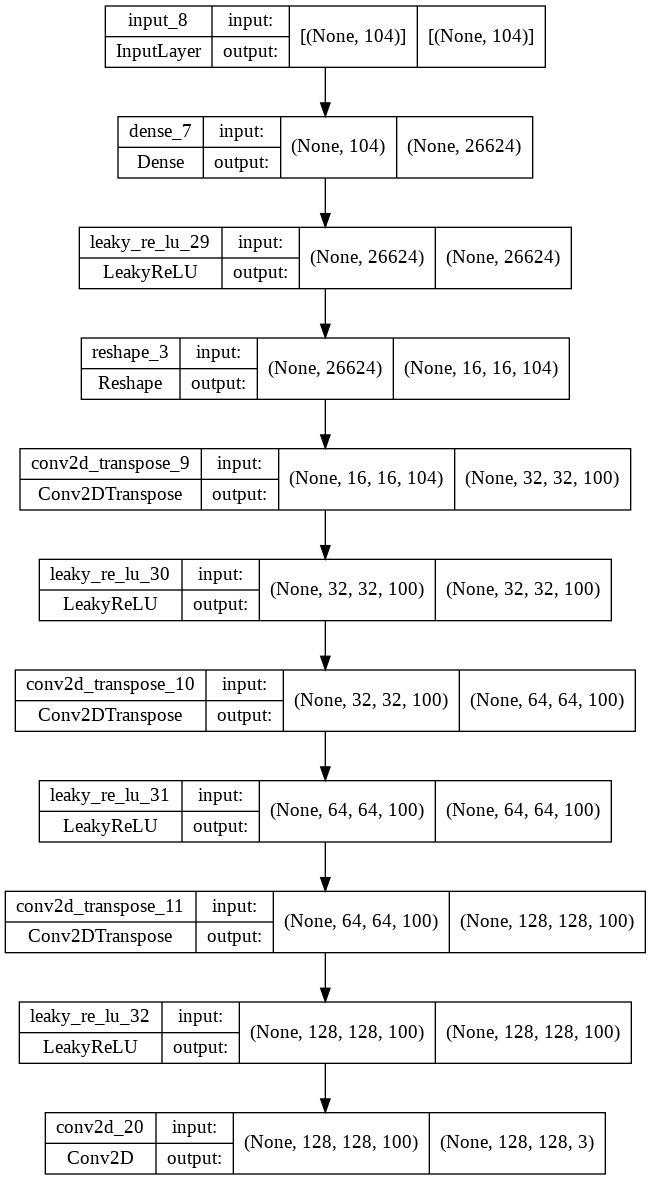 input_8 input: [(None, 104)] [(None, 104)]
InputLayer output:
dense_7 input: (None, 104) (None, 26624)
Dense output:
leaky_re_lu_29 input: (None, 26624) (None, 26624)
LeakyReLU output:
reshape_3 input: (None, 26624) (None, 16, 16, 104)
Reshape output:
conv2d_transpose_9 input: (None, 16, 16, 104) (None, 32, 32, 100)
Conv2DTranspose output:
leaky_re_lu_30 input: (None, 32, 32, 100) (None, 32, 32, 100)
LeakyReLU output:
conv2d_transpose_10 input: (None, 32, 32, 100) (None, 64, 64, 100)
Conv2DTranspose output:
leaky_re_lu_31 input: (None, 64, 64, 100) (None, 64, 64, 100)
LeakyReLU output:
conv2d_transpose_11 input: (None, 64, 64, 100) (None, 128, 128, 100)
Conv2DTranspose output:
leaky_re_lu_32 input: (None, 128, 128, 100) (None, 128, 128, 100)
LeakyReLU output:
conv2d_20 input: (None, 128, 128, 100) (None, 128, 128, 3)
Conv2D output: